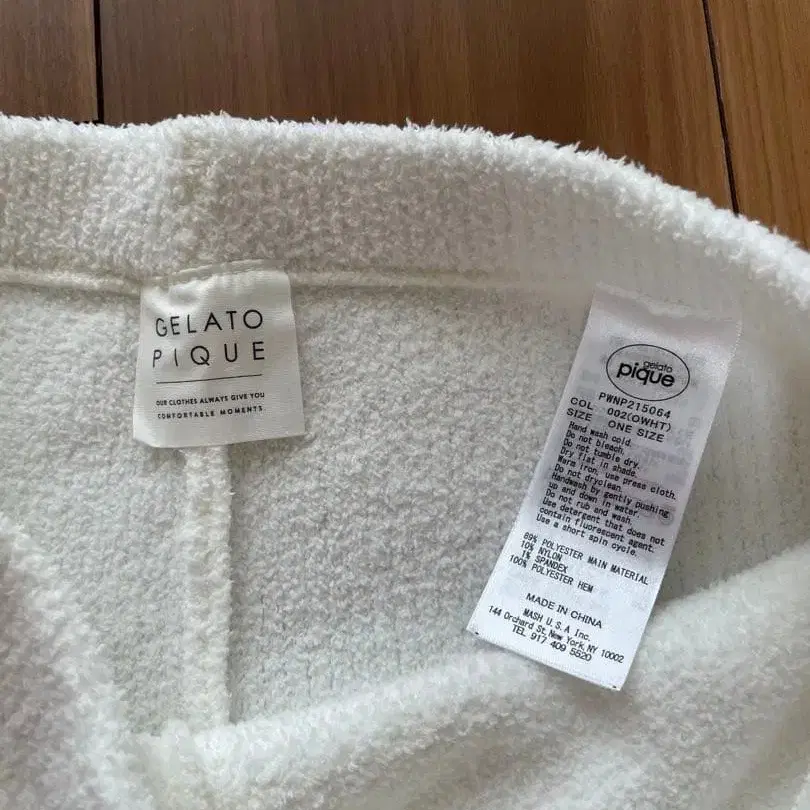 GELATO
PIQUE
OUR CLOTHES ALWAYS GIVE YOU
COMFORTABLE MOMENTS.
gelato
pique
PWNP215064
COL 002(OWHT)
SIZE ONE SIZE
Hand wash cold.
Do not bleach.
Do not tumble dry.
Dry flat in shade.
Warm iron, use press cloth.
Do not dryclean.
Handwash by gently pushing
up and down in water.
Do not rub and wash.
Use detergent that does not
contain fluorescent agent.
Use a short spin cycle.
89% POLYESTER MAIN MATERIAL
10% NYLON
1% SPANDEX
100% POLYESTER HEM
MADE IN CHINA
MASH U.S.A Inc.
144 Orchard St, New York, NY 10002
TEL 917 409 5520